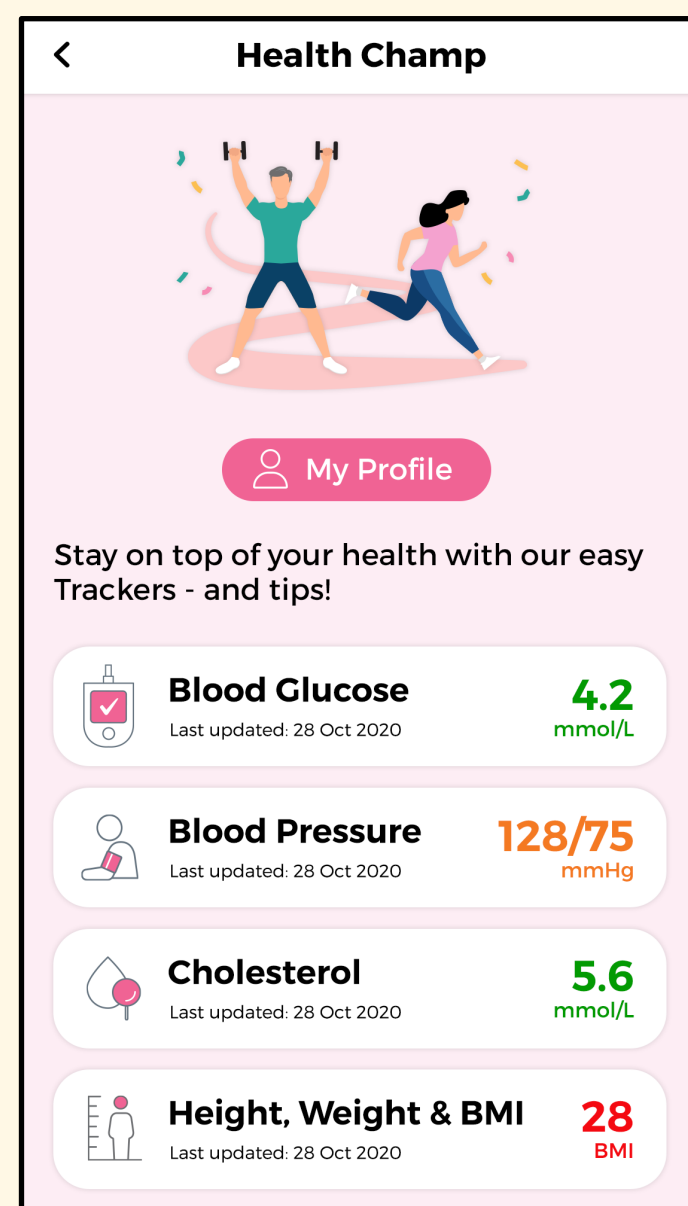 Health Champ
My Profile
Stay on top of your health with our easy
Trackers - and tips!
Blood Glucose
Last updated: 28 Oct 2020
4.2
mmol/L
Blood Pressure
Last updated: 28 Oct 2020
128/75
mmHg
Cholesterol
Last updated: 28 Oct 2020
5.6
mmol/L
Height, Weight & BMI
Last updated: 28 Oct 2020
28
BMI